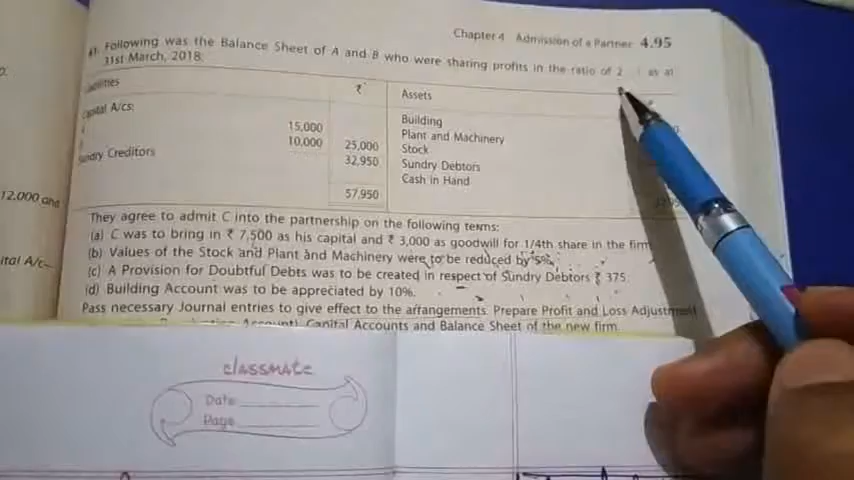 Chapter 4 Admission of a Partner 4.95
41. Following was the Balance Sheet of A and B who were sharing profits in the ratio of 2 : 1 as at
31st March, 2018:
₹
Assets
Capital A/cs:
Building
15,000
Plant and Machinery
10,000
25,000
Stock
Sundry Creditors
32,950
Sundry Debtors
Cash in Hand
57,950
They agree to admit C into the partnership on the following terms:
(a) C was to bring in ₹ 7,500 as his capital and ₹ 3,000 as goodwill for 1/4th share in the firm
(b) Values of the Stock and Plant and Machinery were to be reduced by 5%.
(c) A Provision for Doubtful Debts was to be created in respect of Sundry Debtors ₹ 375.
(d) Building Account was to be appreciated by 10%.
Pass necessary Journal entries to give effect to the arrangements. Prepare Profit and Loss Adjustment
Capital Accounts and Balance Sheet of the new firm.
12,000 and
ital A/c–
classmate
Date
Page